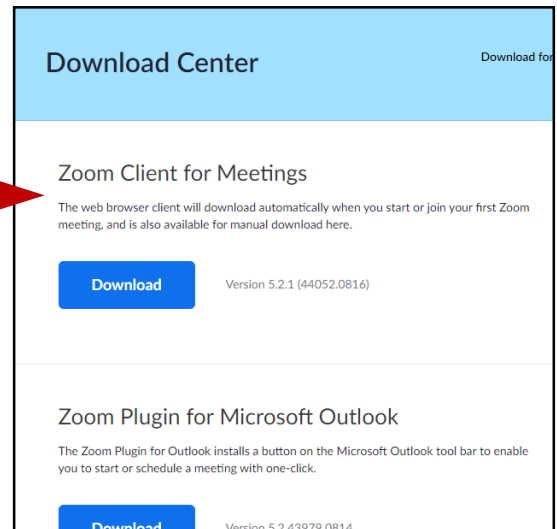 Download Center
Download for
Zoom Client for Meetings
The web browser client will download automatically when you start or join your first Zoom
meeting, and is also available for manual download here.
Download
Version 5.2.1 (44052.0816)
Zoom Plugin for Microsoft Outlook
The Zoom Plugin for Outlook installs a button on the Microsoft Outlook tool bar to enable
you to start or schedule a meeting with one-click.
Download
Version 5.2.43979.0814